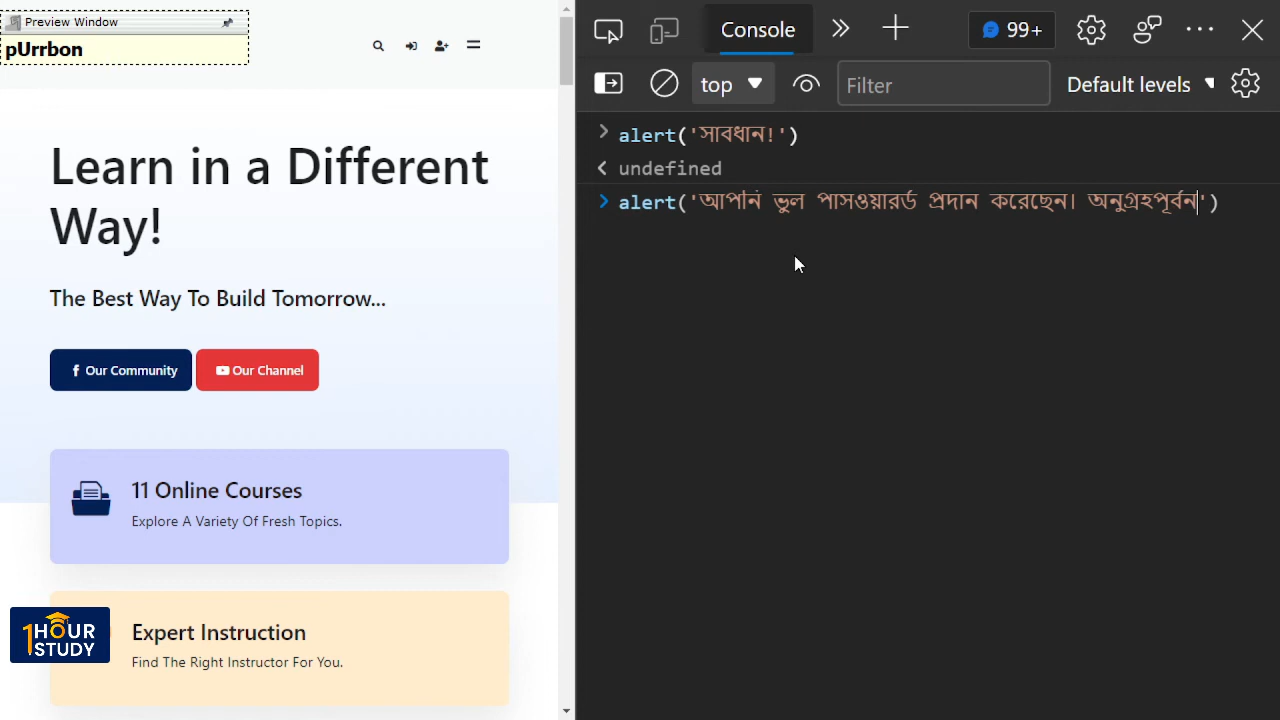 Preview Window
pUrrbon
Learn in a Different
Way!
The Best Way To Build Tomorrow...
Our Community
Our Channel
11 Online Courses
Explore A Variety Of Fresh Topics.
Expert Instruction
Find The Right Instructor For You.
1HOUR
STUDY
Console
99+
top
Filter
Default levels
alert('সাবধান!')
undefined
alert('আপনি ভুল পাসওয়ার্ড প্রদান করেছেন। অনুগ্রহপূর্বন')